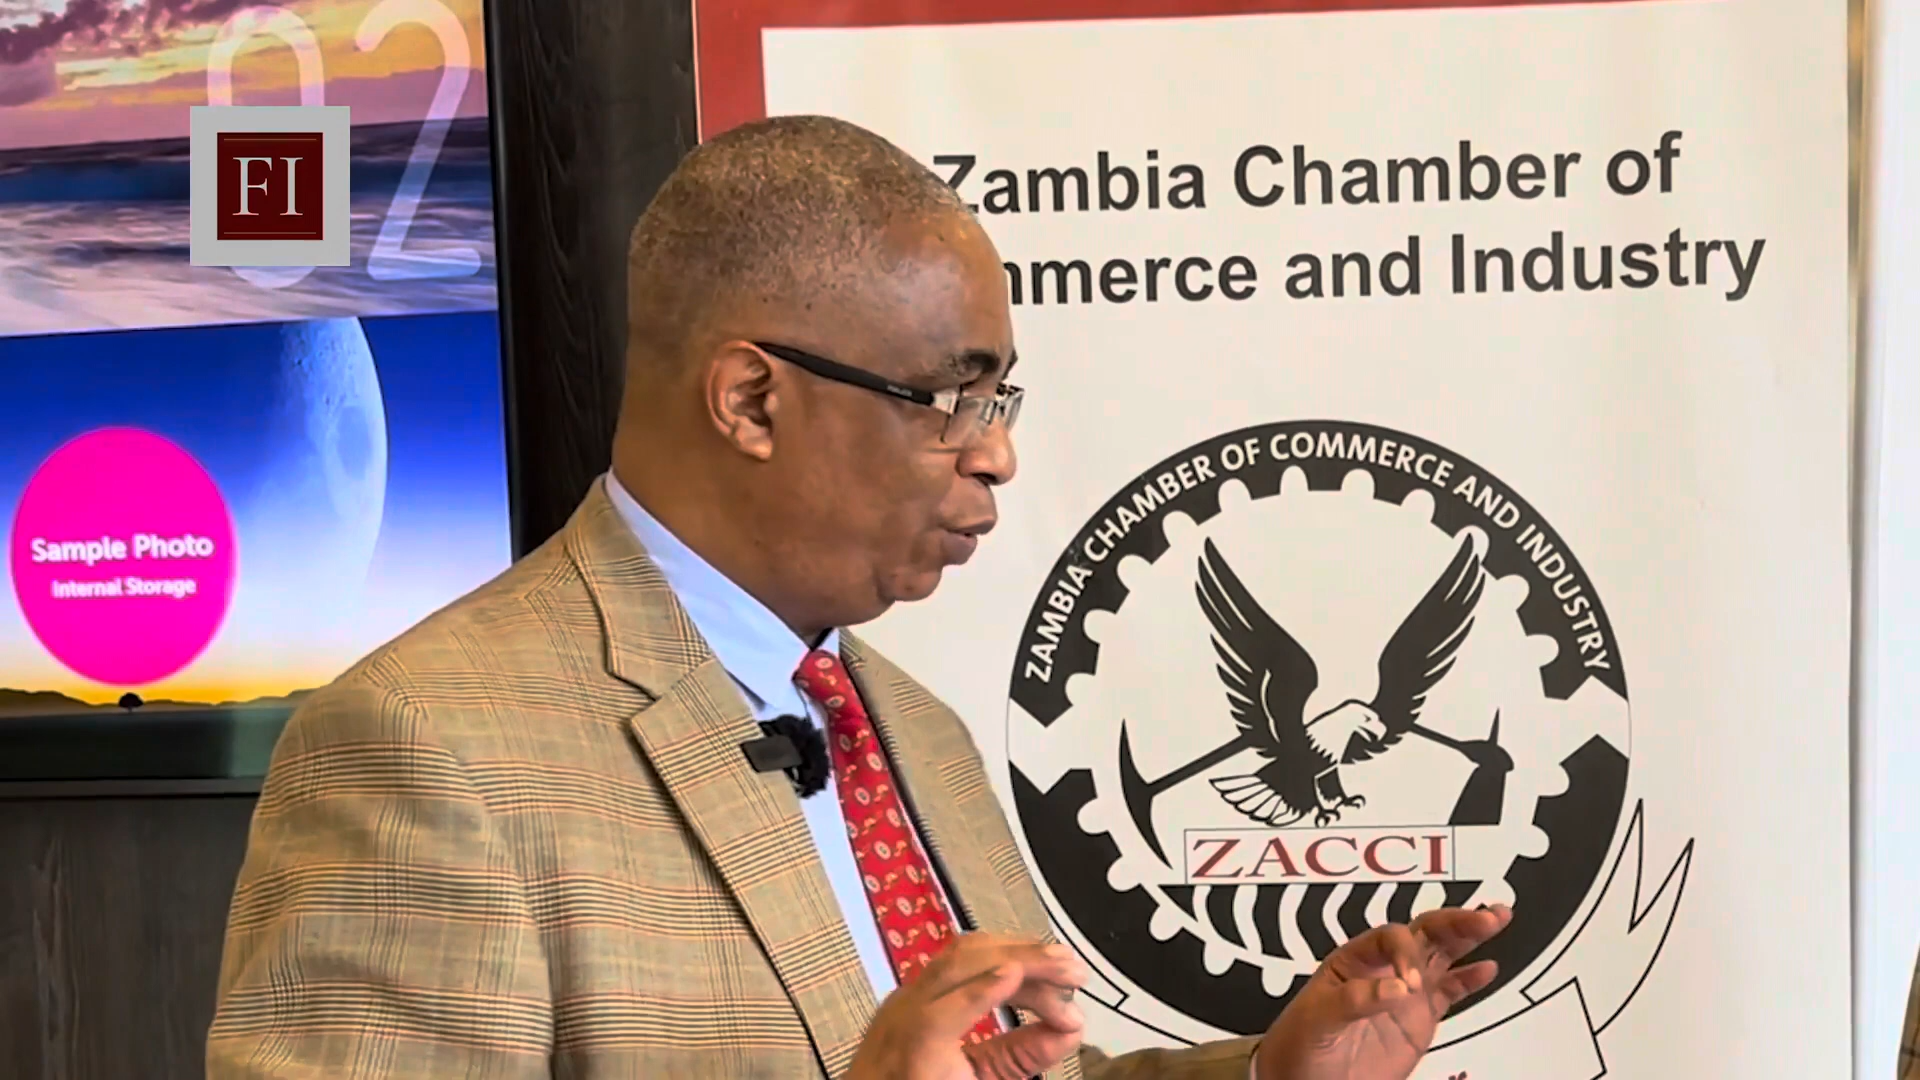 02
FI
Zambia Chamber of
mmerce and Industry
Sample Photo
Internal Storage
ZAMBIA CHAMBER OF COMMERCE AND INDUSTRY
ZACCI